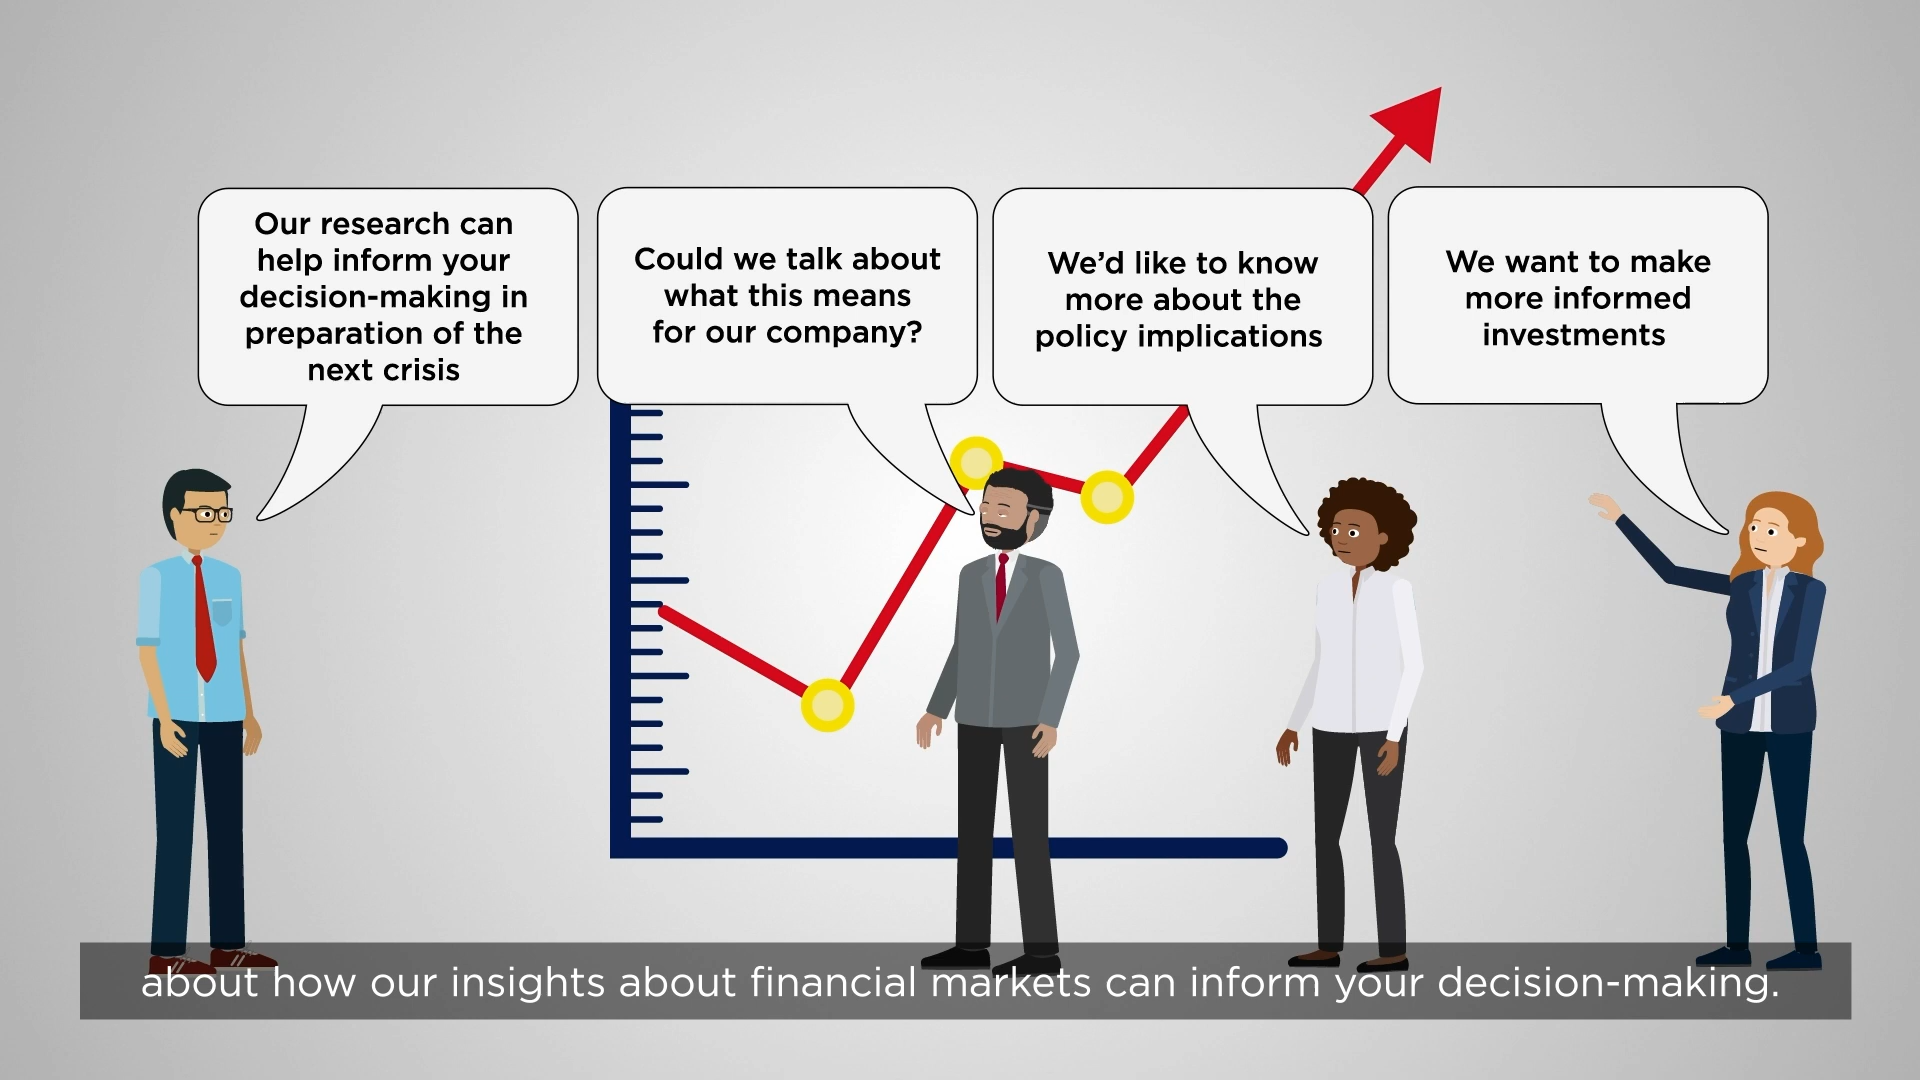 Our research can
help inform your
decision-making in
preparation of the
next crisis
Could we talk about
what this means
for our company?
We’d like to know
more about the
policy implications
We want to make
more informed
investments
about how our insights about financial markets can inform your decision-making.